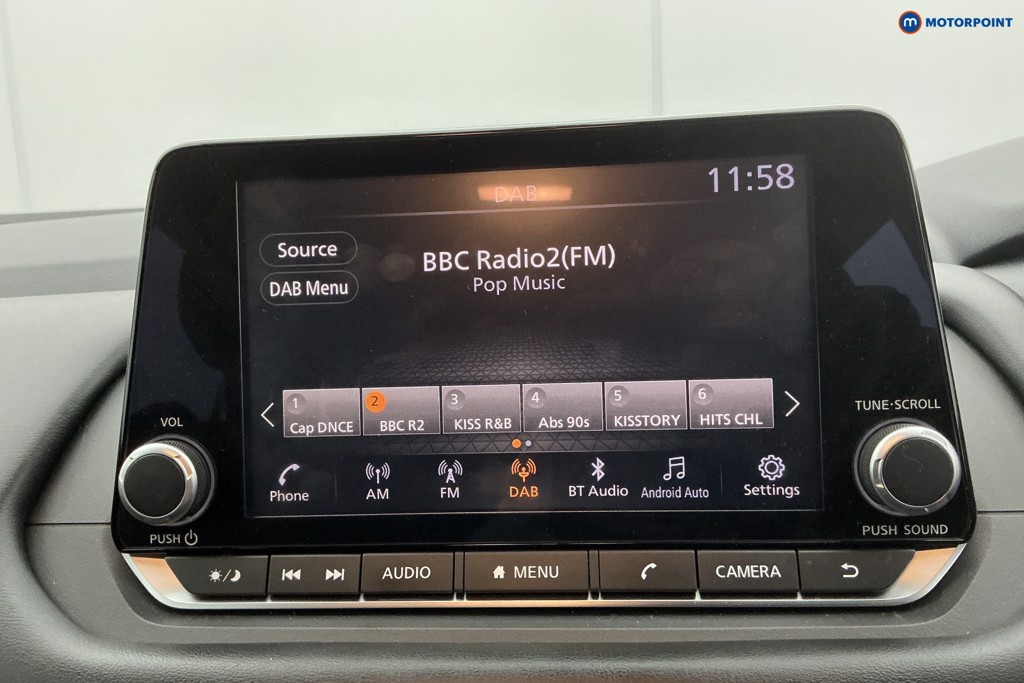 m MOTORPOINT
DAB
11:58
Source
BBC Radio2(FM)
DAB Menu
Pop Music
VOL
TUNE·SCROLL
1 2 3 4 5 6
Cap DNCE BBC R2 KISS R&B Abs 90s KISSTORY HITS CHL
Phone AM FM DAB BT Audio Android Auto Settings
PUSH
PUSH SOUND
AUDIO MENU CAMERA